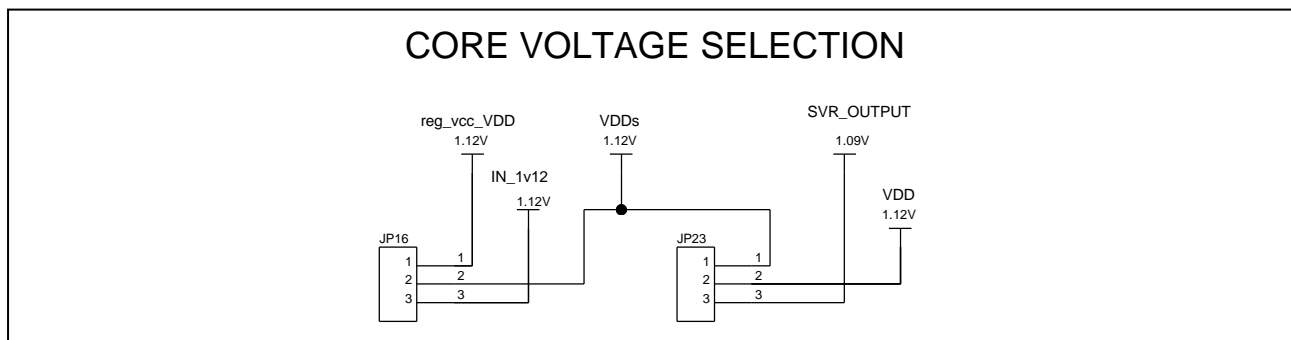 CORE VOLTAGE SELECTION
SVR_OUTPUT
reg_vcc_VDD
VDDs
1.12V
1.12V
1.09V
IN_1v12
VDD
1.12V
1.12V
JP16
JP23
1 1
1 1
2 2
2 2
3 3
3 3